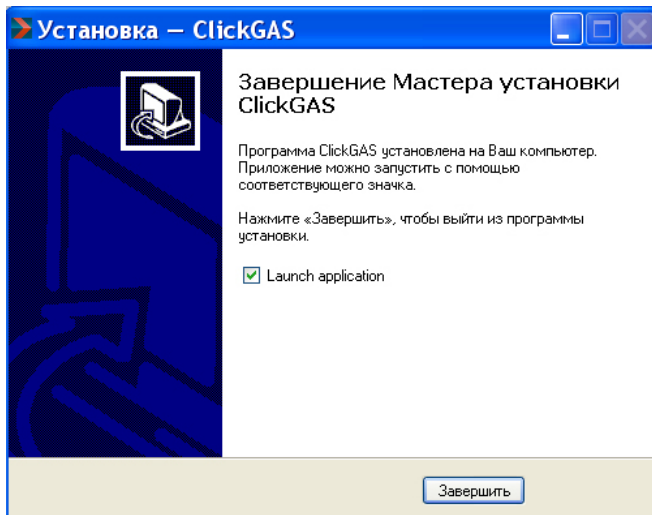 Установка — ClickGAS
Завершение Мастера установки
ClickGAS
Программа ClickGAS установлена на Ваш компьютер.
Приложение можно запустить с помощью
соответствующего значка.
Нажмите «Завершить», чтобы выйти из программы
установки.
Launch application
Завершить